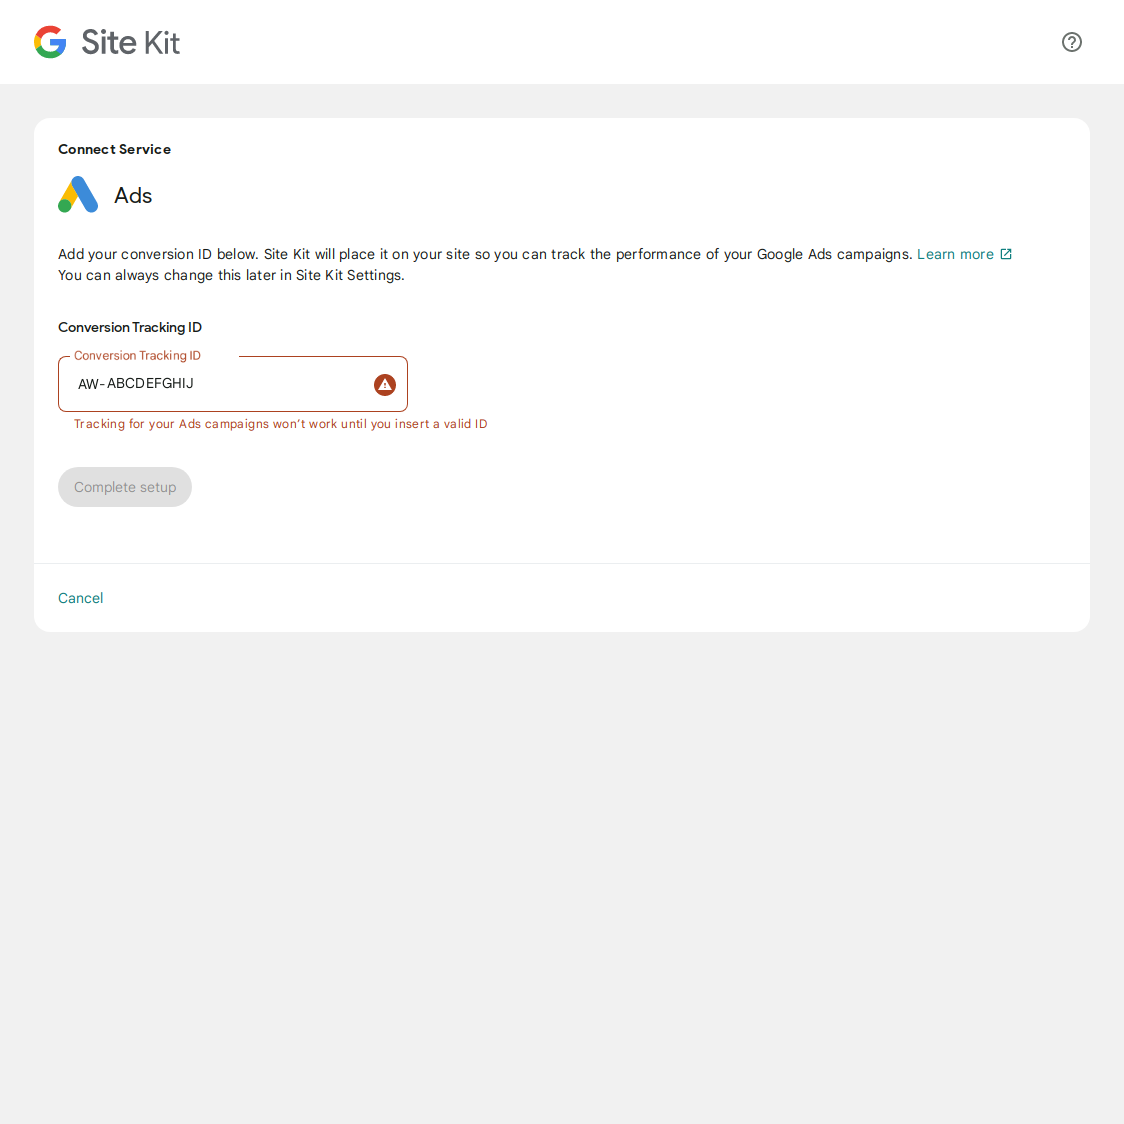 Site Kit
Connect Service
Ads
Add your conversion ID below. Site Kit will place it on your site so you can track the performance of your Google Ads campaigns. Learn more
You can always change this later in Site Kit Settings.
Conversion Tracking ID
Conversion Tracking ID
AW-ABCDEFGHIJ
Tracking for your Ads campaigns won’t work until you insert a valid ID
Complete setup
Cancel